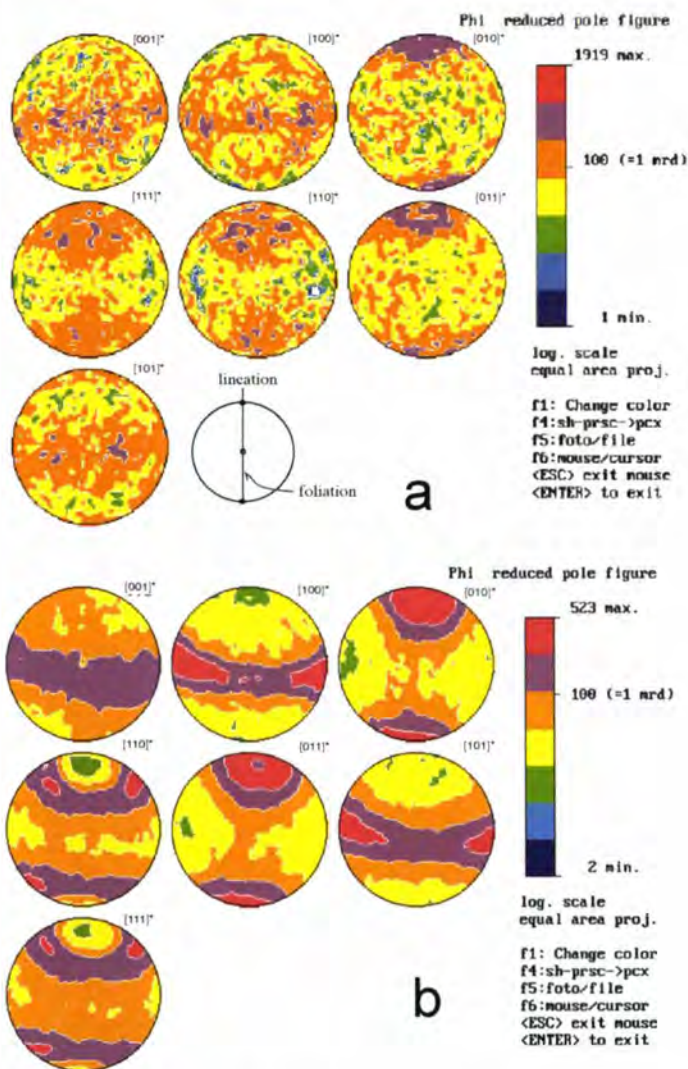 Phi reduced pole figure
[001]* [100]* [010]*
1919 max.
100 (=1 mrd)
1 min.
[111]* [110]* [011]*
log. scale
equal area proj.
[101]*
lineation
foliation
f1: Change color
f4:sh-prsc->pcx
f5:foto/file
f6:mouse/cursor
<ESC> exit mouse
<ENTER> to exit
a
Phi reduced pole figure
[001]* [100]* [010]*
523 max.
100 (=1 mrd)
2 min.
[110]* [011]* [101]*
log. scale
equal area proj.
[111]*
f1: Change color
f4:sh-prsc->pcx
f5:foto/file
f6:mouse/cursor
<ESC> exit mouse
<ENTER> to exit
b